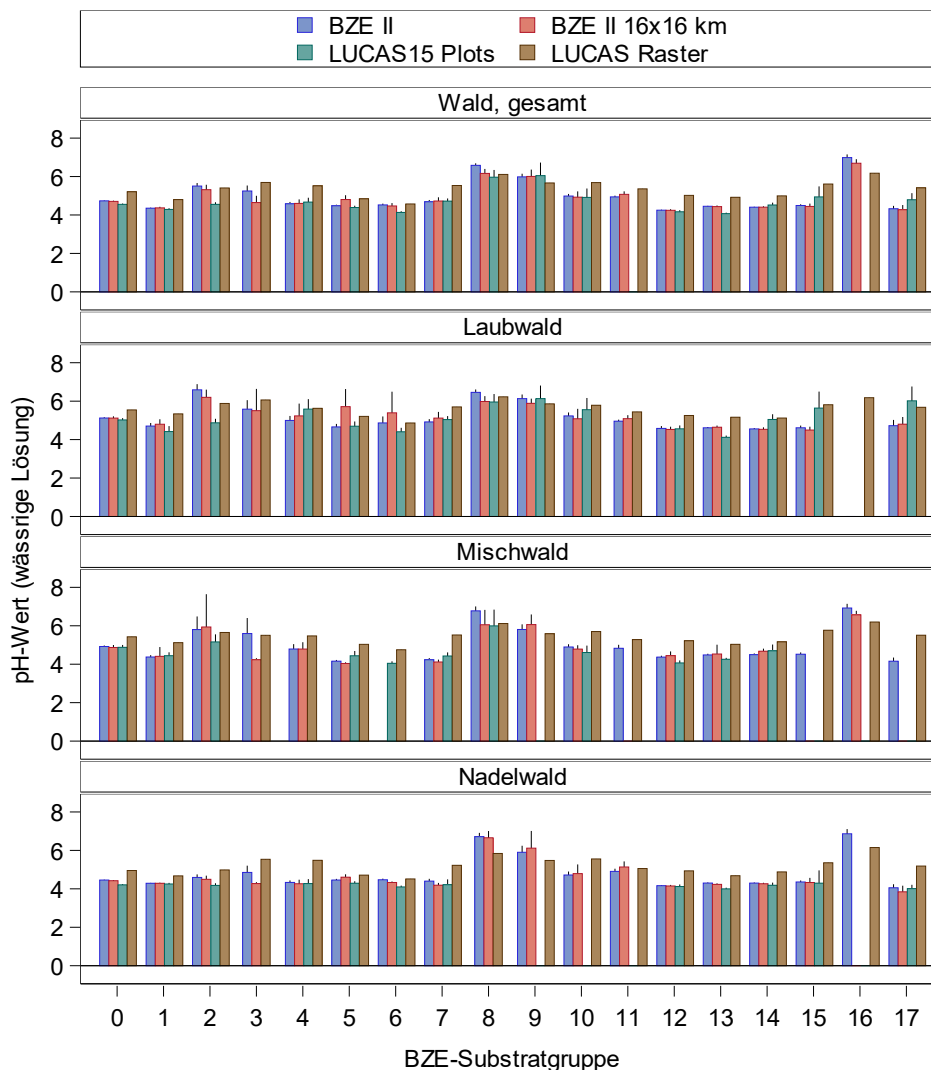 BZE II
BZE II 16x16 km
LUCAS15 Plots
LUCAS Raster
Wald, gesamt
8
6
4
2
0
Laubwald
8
6
4
2
0
pH-Wert (wässrige Lösung)
Mischwald
8
6
4
2
0
Nadelwald
8
6
4
2
0
0 1 2 3 4 5 6 7 8 9 10 11 12 13 14 15 16 17
BZE-Substratgruppe